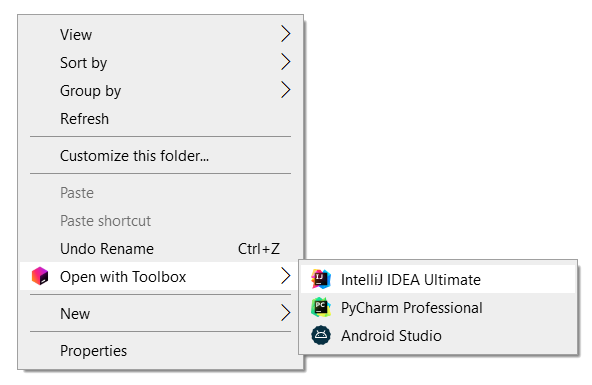 View
Sort by
Group by
Refresh
Customize this folder...
Paste
Paste shortcut
Undo Rename Ctrl+Z
Open with Toolbox
New
Properties
IJ IntelliJ IDEA Ultimate
PC PyCharm Professional
Android Studio